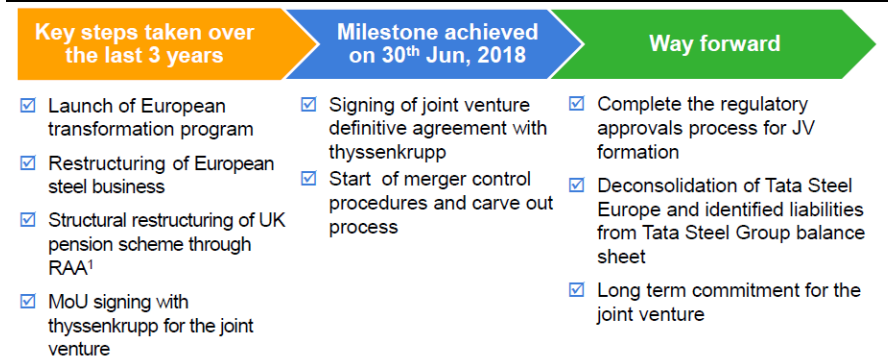 Key steps taken over
the last 3 years
Milestone achieved
on 30th Jun, 2018
Way forward
Launch of European
transformation program
Restructuring of European
steel business
Structural restructuring of UK
pension scheme through
RAA1
MoU signing with
thyssenkrupp for the joint
venture
Signing of joint venture
definitive agreement with
thyssenkrupp
Start of merger control
procedures and carve out
process
Complete the regulatory
approvals process for JV
formation
Deconsolidation of Tata Steel
Europe and identified liabilities
from Tata Steel Group balance
sheet
Long term commitment for the
joint venture